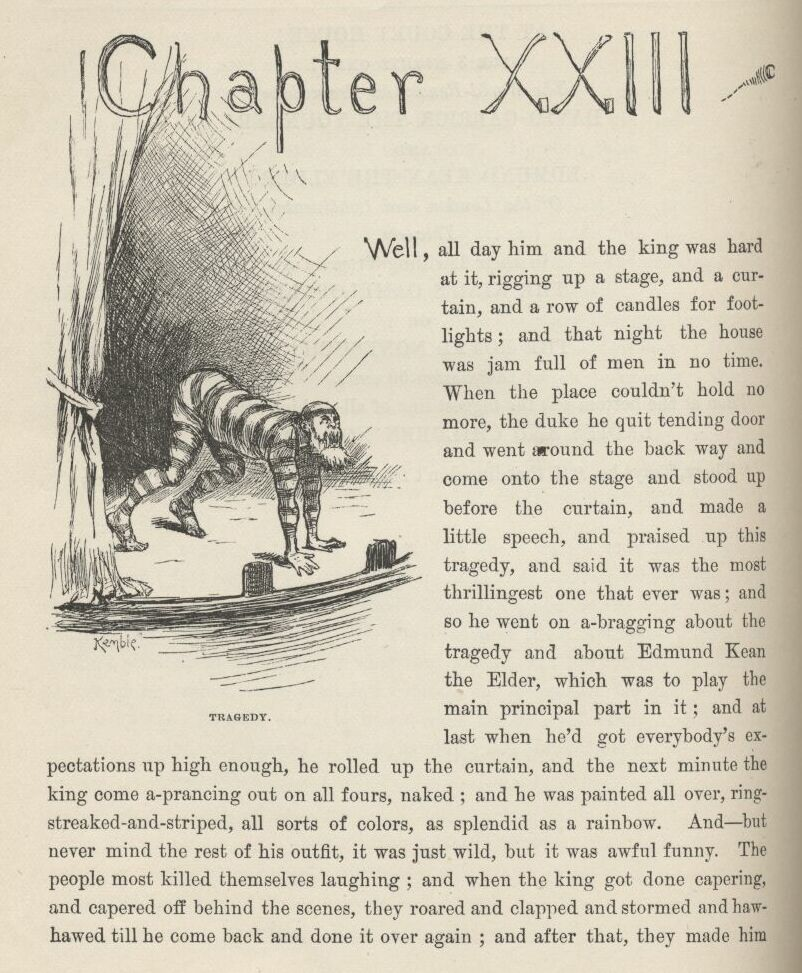 Chapter XXIII
Well, all day him and the king was hard
at it, rigging up a stage, and a cur-
tain, and a row of candles for foot-
lights; and that night the house
was jam full of men in no time.
When the place couldn't hold no
more, the duke he quit tending door
and went around the back way and
come onto the stage and stood up
before the curtain, and made a
little speech, and praised up this
tragedy, and said it was the most
thrillingest one that ever was; and
so he went on a-bragging about the
tragedy and about Edmund Kean
the Elder, which was to play the
main principal part in it; and at
last when he'd got everybody's ex-
pectations up high enough, he rolled up the curtain, and the next minute the
king come a-prancing out on all fours, naked; and he was painted all over, ring-
streaked-and-striped, all sorts of colors, as splendid as a rainbow. And—but
never mind the rest of his outfit, it was just wild, but it was awful funny. The
people most killed themselves laughing; and when the king got done capering,
and capered off behind the scenes, they roared and clapped and stormed and haw-
hawed till he come back and done it over again; and after that, they made him
Kemble.
TRAGEDY.